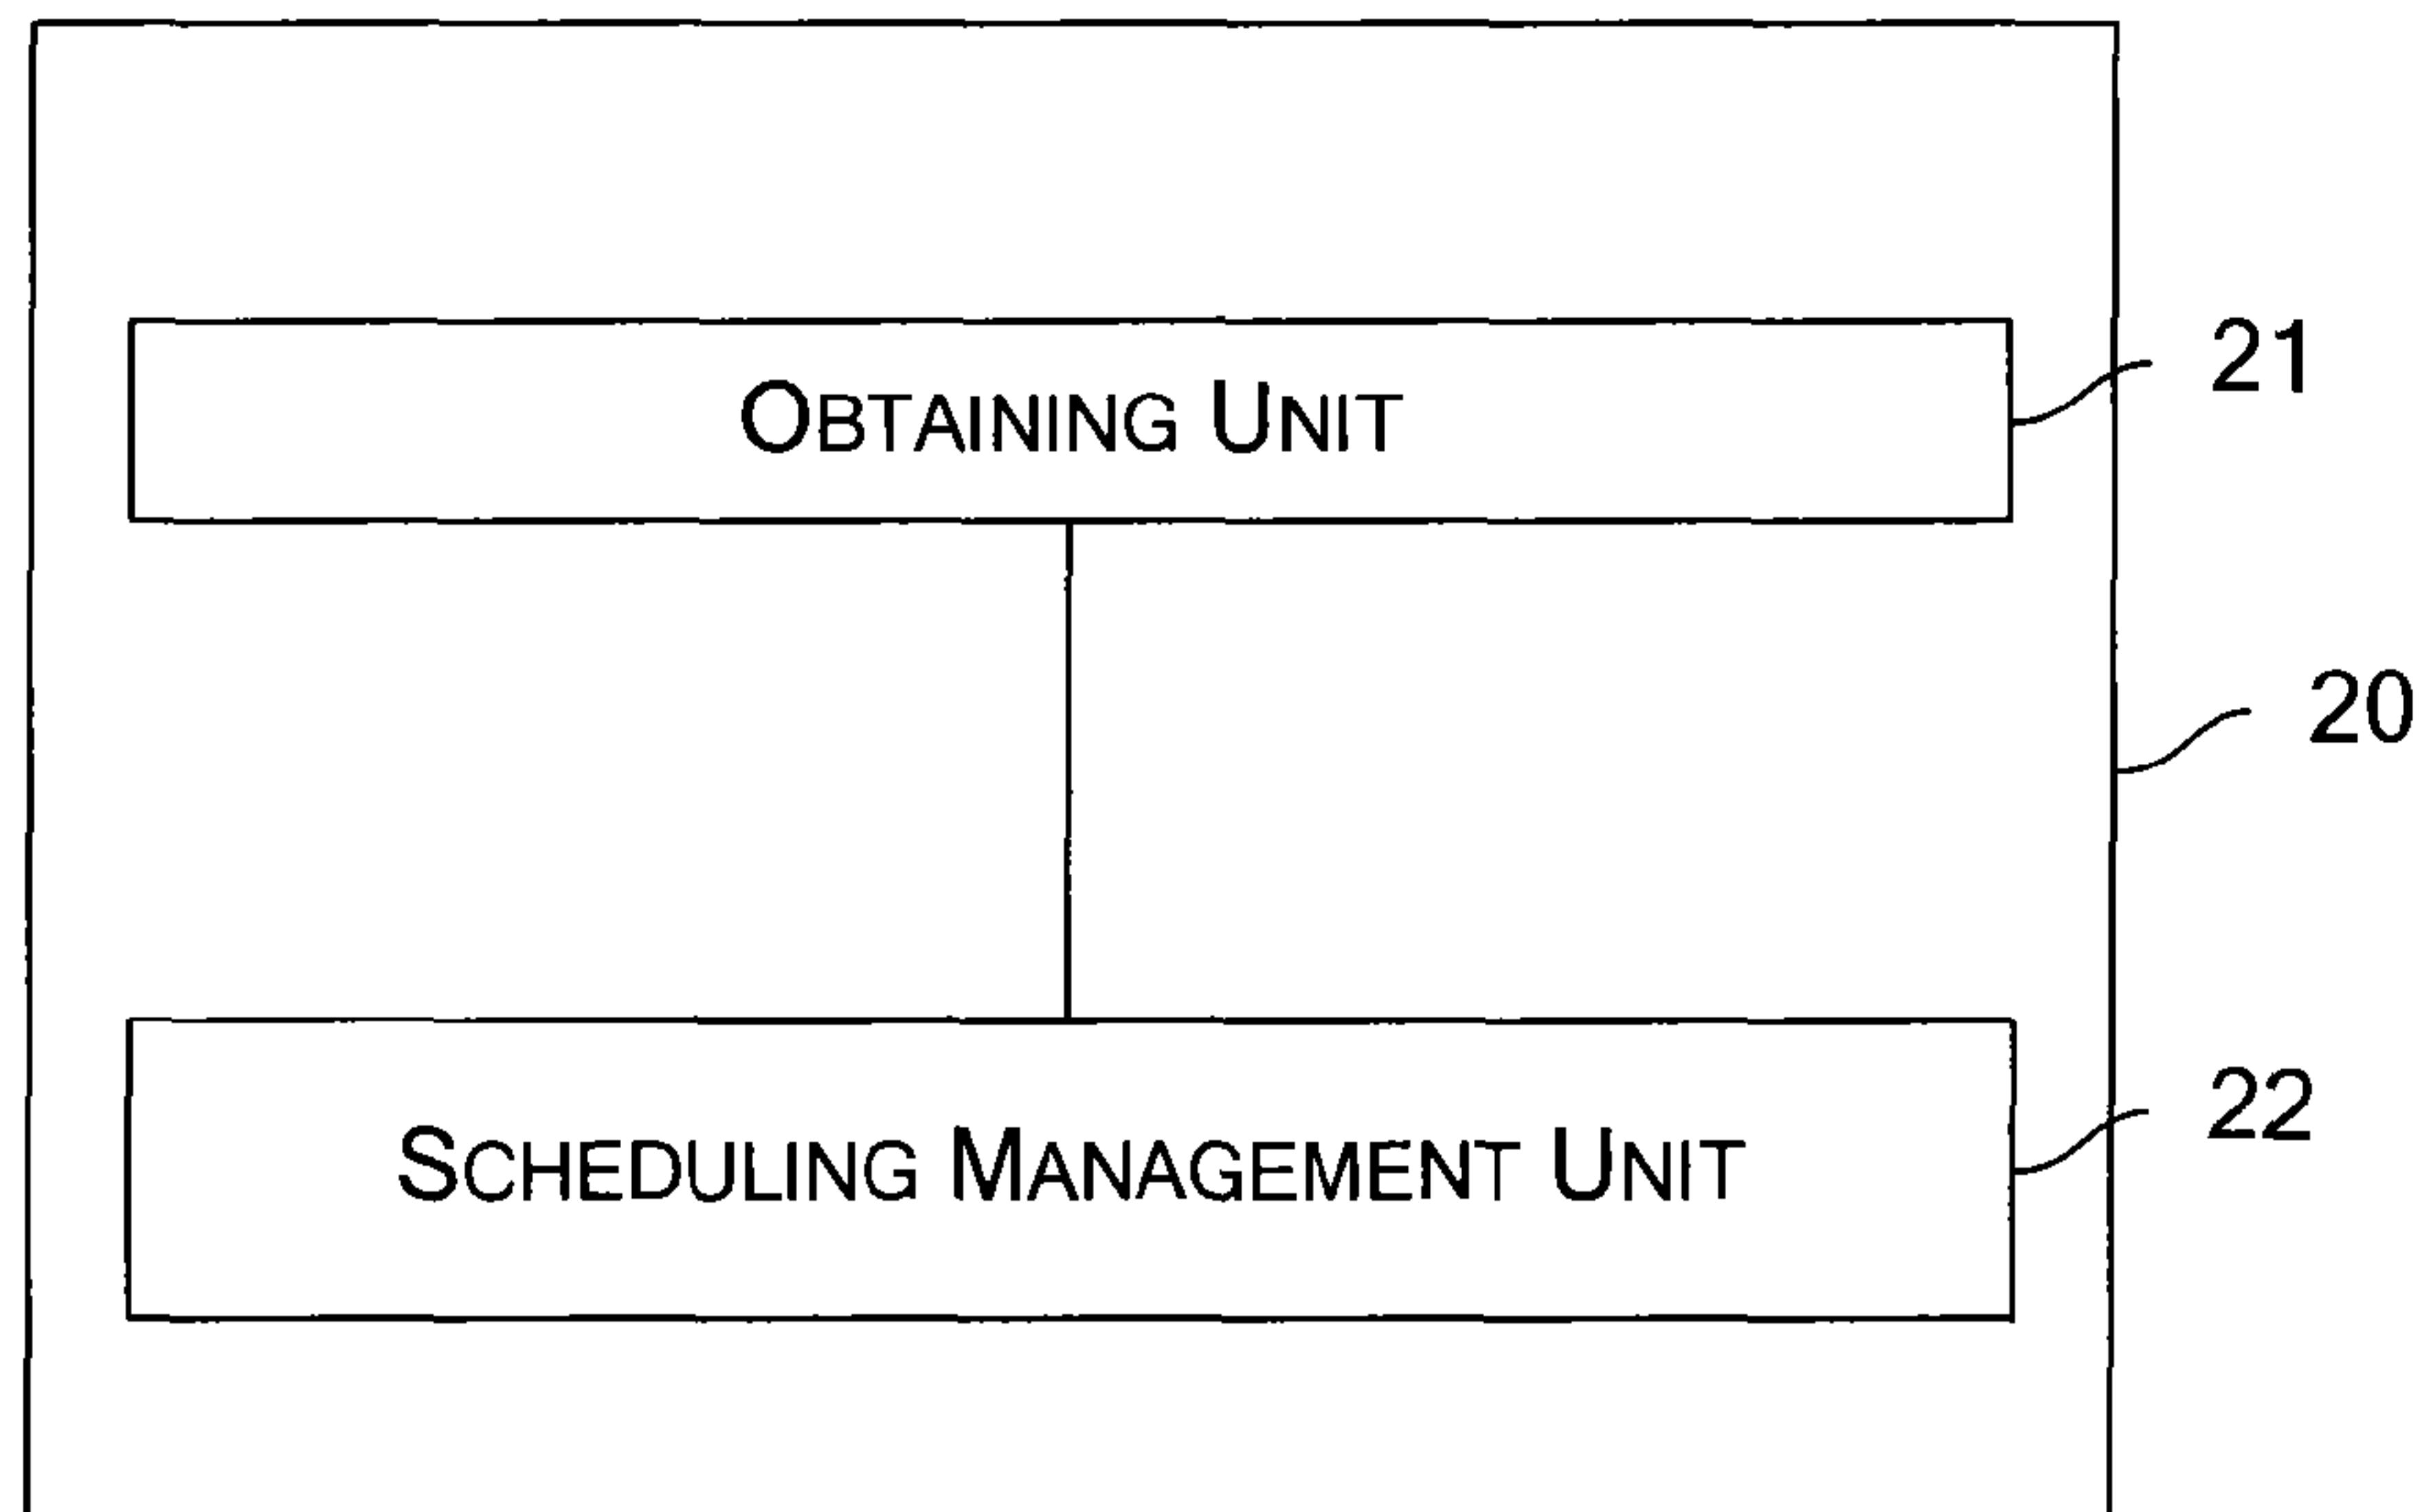 OBTAINING UNIT
21
20
SCHEDULING MANAGEMENT UNIT
22